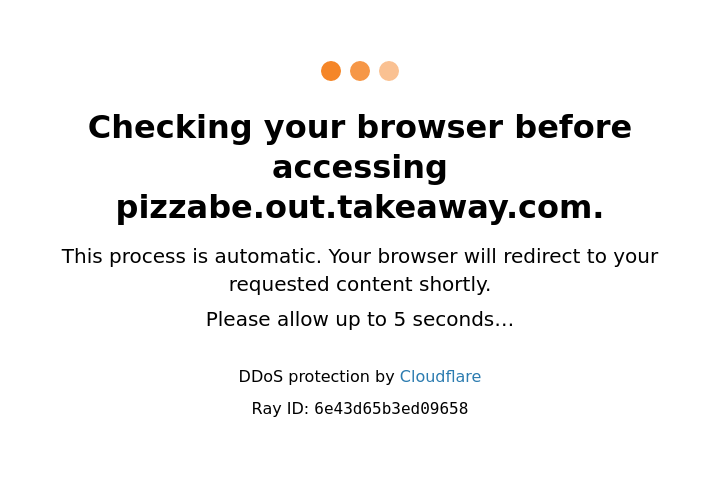 Checking your browser before
accessing
pizzabe.out.takeaway.com.
This process is automatic. Your browser will redirect to your
requested content shortly.
Please allow up to 5 seconds…
DDoS protection by Cloudflare
Ray ID: 6e43d65b3ed09658